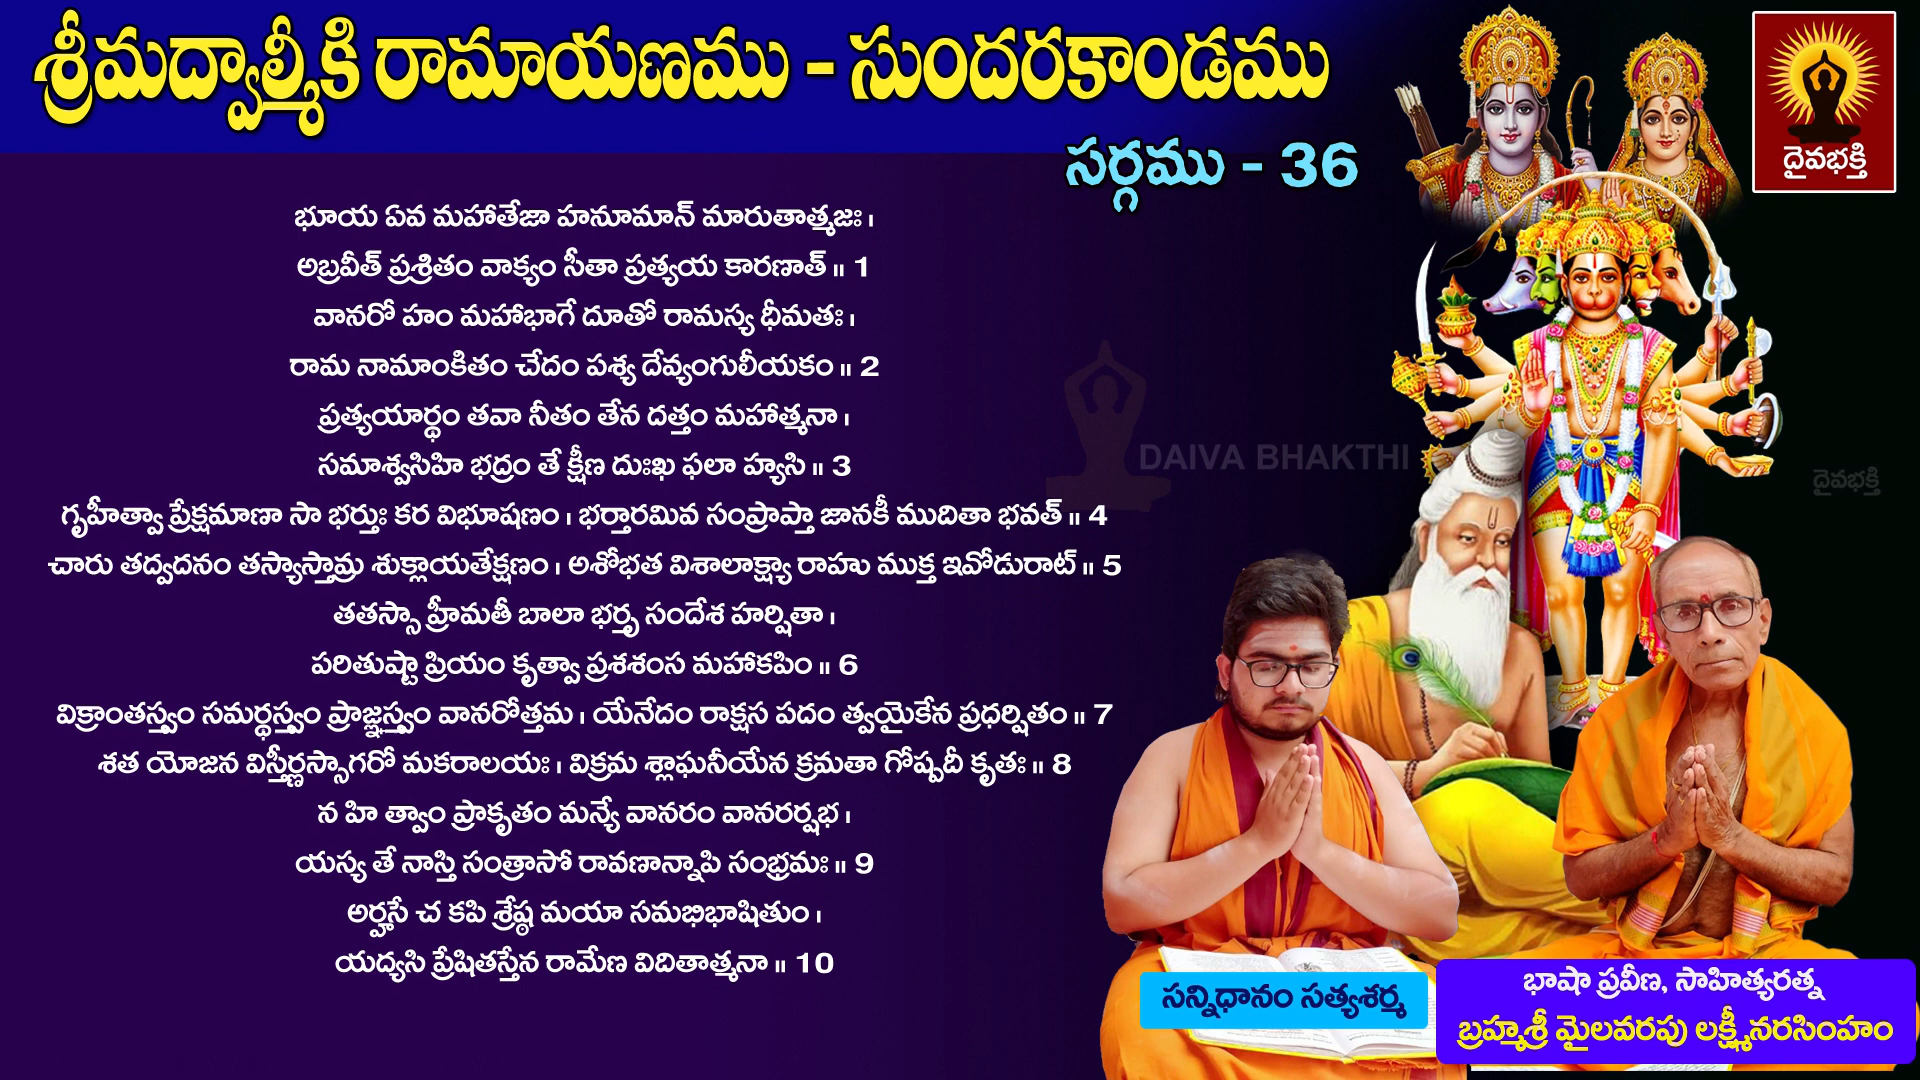 శ్రీమద్వాల్మీకి రామాయణము - సుందరకాండము
సర్గము - 36
దైవభక్తి
భూయ ఏవ మహాతేజా హనూమాన్ మారుతాత్మజః ।
అబ్రవీత్ ప్రశ్రితం వాక్యం సీతా ప్రత్యయ కారణాత్ ॥ 1
వానరో హం మహాభాగే దూతో రామస్య ధీమతః ।
రామ నామాంకితం చేదం పశ్య దేవ్యంగులీయకం ॥ 2
ప్రత్యయార్థం తవా నీతం తేన దత్తం మహాత్మనా ।
సమాశ్వసిహి భద్రం తే క్షీణ దుఃఖ ఫలా హ్యసి ॥ 3
గృహీత్వా ప్రేక్షమాణా సా భర్తుః కర విభూషణం । భర్తారమివ సంప్రాప్తా జానకీ ముదితా భవత్ ॥ 4
చారు తద్వదనం తస్యాస్తామ్ర శుక్లాయతేక్షణం । అశోభత విశాలాక్ష్యా రాహు ముక్త ఇవోడురాట్ ॥ 5
తతస్సా హ్రీమతీ బాలా భర్తృ సందేశ హర్షితా ।
పరితుష్టా ప్రియం కృత్వా ప్రశశంస మహాకపిం ॥ 6
విక్రాంతస్త్వం సమర్థస్త్వం ప్రాజ్ఞస్త్వం వానరోత్తమ । యేనేదం రాక్షస పదం త్వయైకేన ప్రధర్షితం ॥ 7
శత యోజన విస్తీర్ణస్సాగరో మకరాలయః । విక్రమ శ్లాఘనీయేన క్రమతా గోష్పదీ కృతః ॥ 8
న హి త్వాం ప్రాకృతం మన్యే వానరం వానరర్షభ ।
యస్య తే నాస్తి సంత్రాసో రావణాన్నాపి సంభ్రమః ॥ 9
అర్హసే చ కపి శ్రేష్ఠ మయా సమభిభాషితుం ।
యద్యసి ప్రేషితస్తేన రామేణ విదితాత్మనా ॥ 10
DAIVA BHAKTHI
దైవభక్తి
సన్నిధానం సత్యశర్మ
భాషా ప్రవీణ, సాహిత్యరత్న
బ్రహ్మశ్రీ మైలవరపు లక్ష్మీనరసింహం